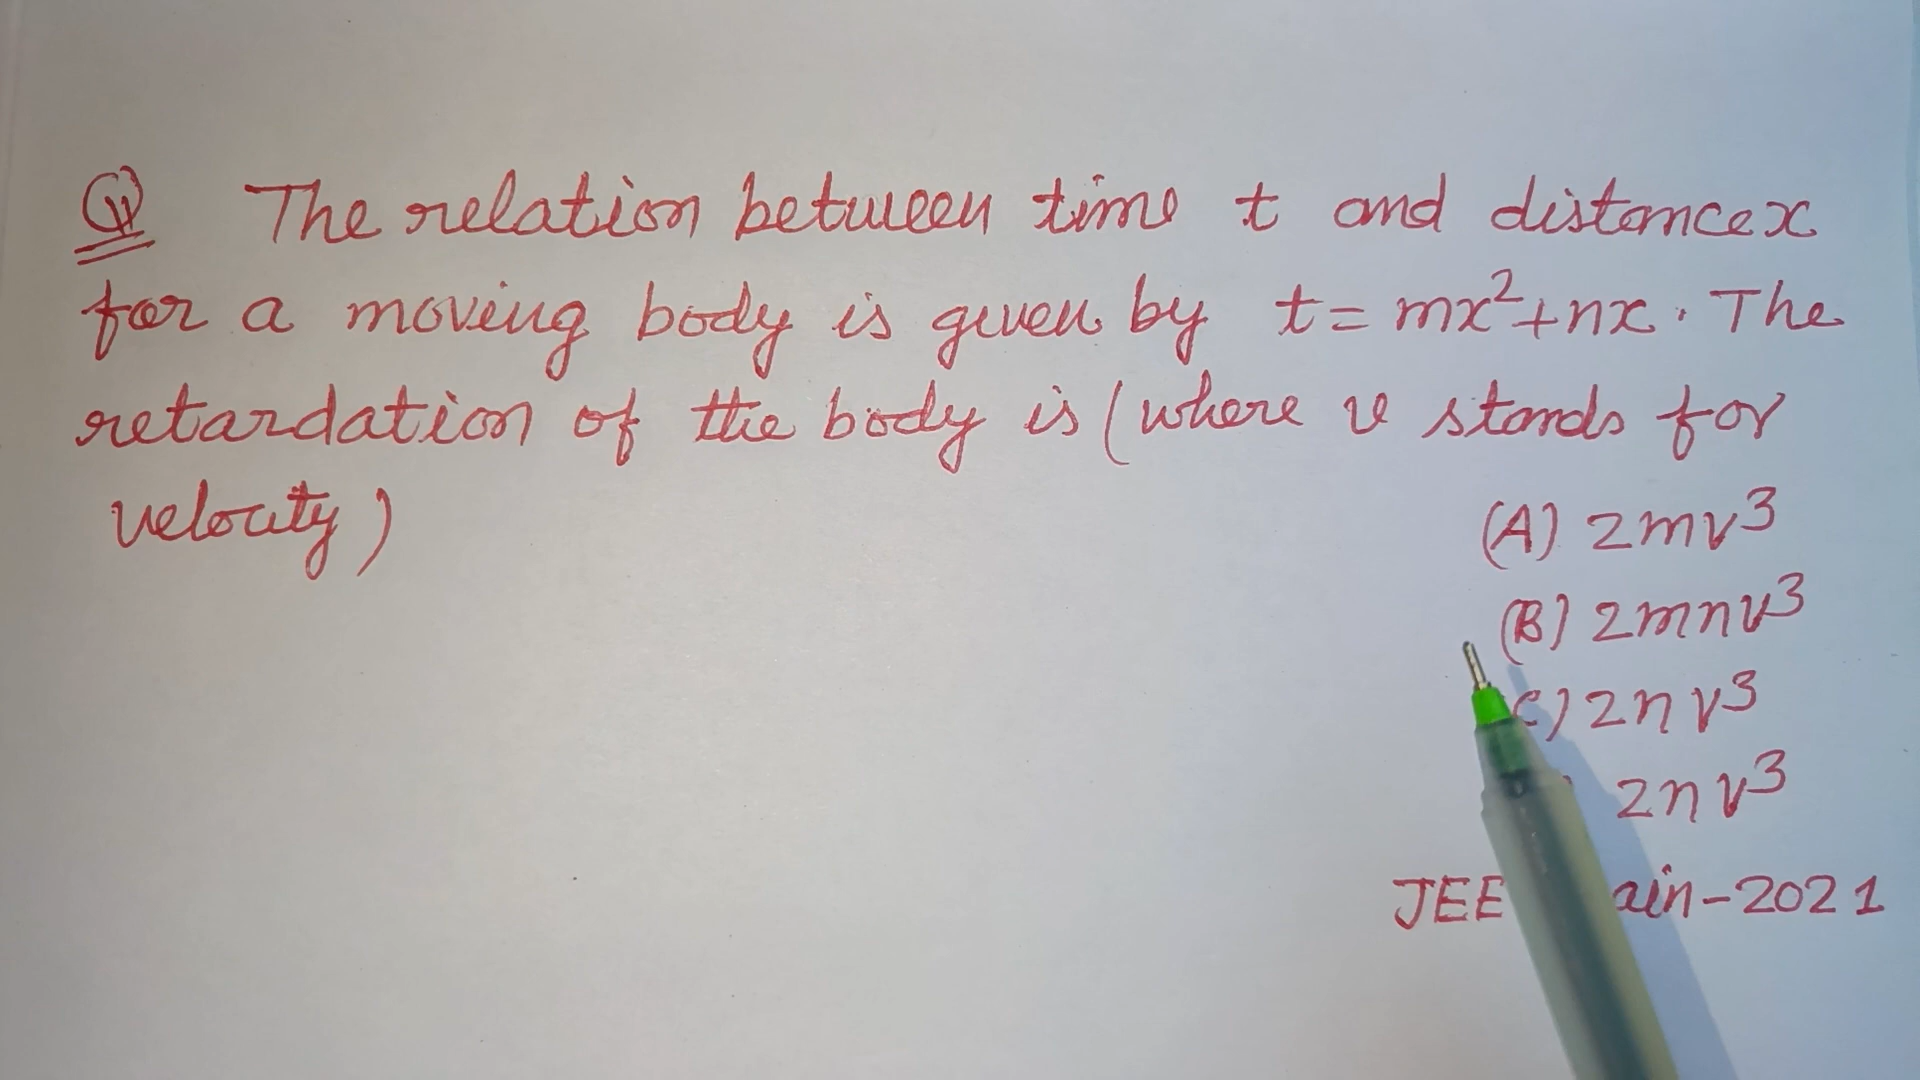 Q The relation between time t and distance x
for a moving body is given by t=mx²+nx. The
retardation of the body is (where v stands for
velocity)
(A) 2mv³
(B) 2mnv³
C) 2nv³
2nv³
JEE ain-2021